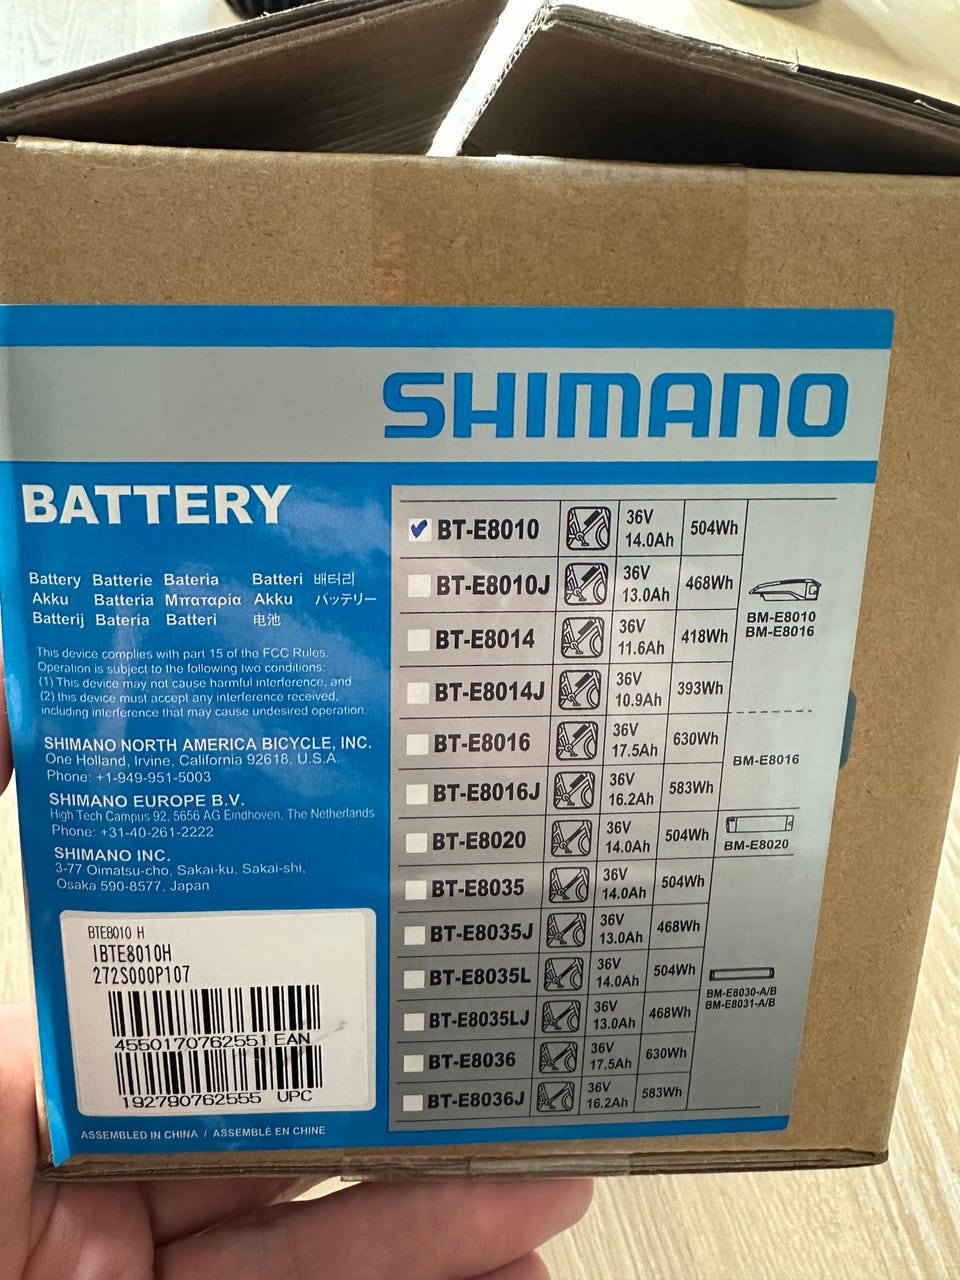 SHIMANO
BATTERY
Battery Batterie Bateria Batteri 배터리
Akku Batteria Μπαταρία Akku バッテリー
Batterij Bateria Batteri 电池
This device complies with part 15 of the FCC Rules.
Operation is subject to the following two conditions:
(1) This device may not cause harmful interference, and
(2) this device must accept any interference received,
including interference that may cause undesired operation.
SHIMANO NORTH AMERICA BICYCLE, INC.
One Holland, Irvine, California 92618, U.S.A.
Phone: +1-949-951-5003
SHIMANO EUROPE B.V.
High Tech Campus 92, 5656 AG Eindhoven, The Netherlands
Phone: +31-40-261-2222
SHIMANO INC.
3-77 Oimatsu-cho, Sakai-ku, Sakai-shi,
Osaka 590-8577, Japan
BTE8010 H
IBTE8010H
272S000P107
4550170762551 EAN
192790762555 UPC
ASSEMBLED IN CHINA / ASSEMBLÉ EN CHINE
BT-E8010 36V 14.0Ah 504Wh
BT-E8010J 36V 13.0Ah 468Wh
BT-E8014 36V 11.6Ah 418Wh
BT-E8014J 36V 10.9Ah 393Wh
BT-E8016 36V 17.5Ah 630Wh
BT-E8016J 36V 16.2Ah 583Wh
BT-E8020 36V 14.0Ah 504Wh
BT-E8035 36V 14.0Ah 504Wh
BT-E8035J 36V 13.0Ah 468Wh
BT-E8035L 36V 14.0Ah 504Wh
BT-E8035LJ 36V 13.0Ah 468Wh
BT-E8036 36V 17.5Ah 630Wh
BT-E8036J 36V 16.2Ah 583Wh
BM-E8010
BM-E8016
BM-E8016
BM-E8020
BM-E8030-A/B
BM-E8031-A/B